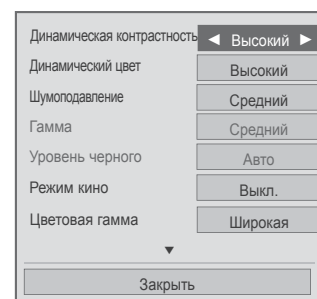 Динамическая контрастность ◄ Высокий ►
Динамический цвет Высокий
Шумоподавление Средний
Гамма Средний
Уровень черного Авто
Режим кино Выкл.
Цветовая гамма Широкая
▼
Закрыть